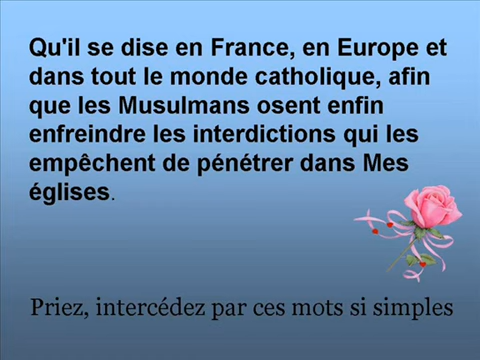 Qu'il se dise en France, en Europe et
dans tout le monde catholique, afin
que les Musulmans osent enfin
enfreindre les interdictions qui les
empêchent de pénétrer dans Mes
églises.
Priez, intercédez par ces mots si simples